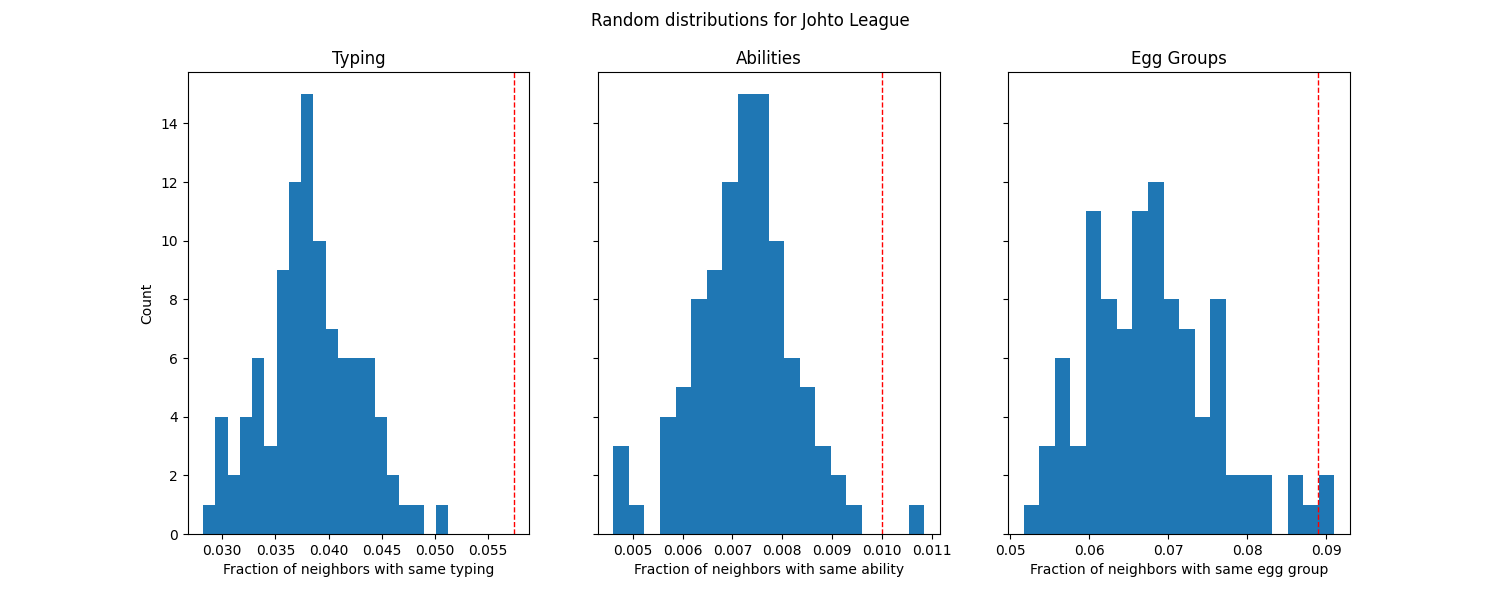 Random distributions for Johto League
Typing
Abilities
Egg Groups
Count
14
12
10
8
6
4
2
0
0.030 0.035 0.040 0.045 0.050 0.055
0.005 0.006 0.007 0.008 0.009 0.010 0.011
0.05 0.06 0.07 0.08 0.09
Fraction of neighbors with same typing
Fraction of neighbors with same ability
Fraction of neighbors with same egg group